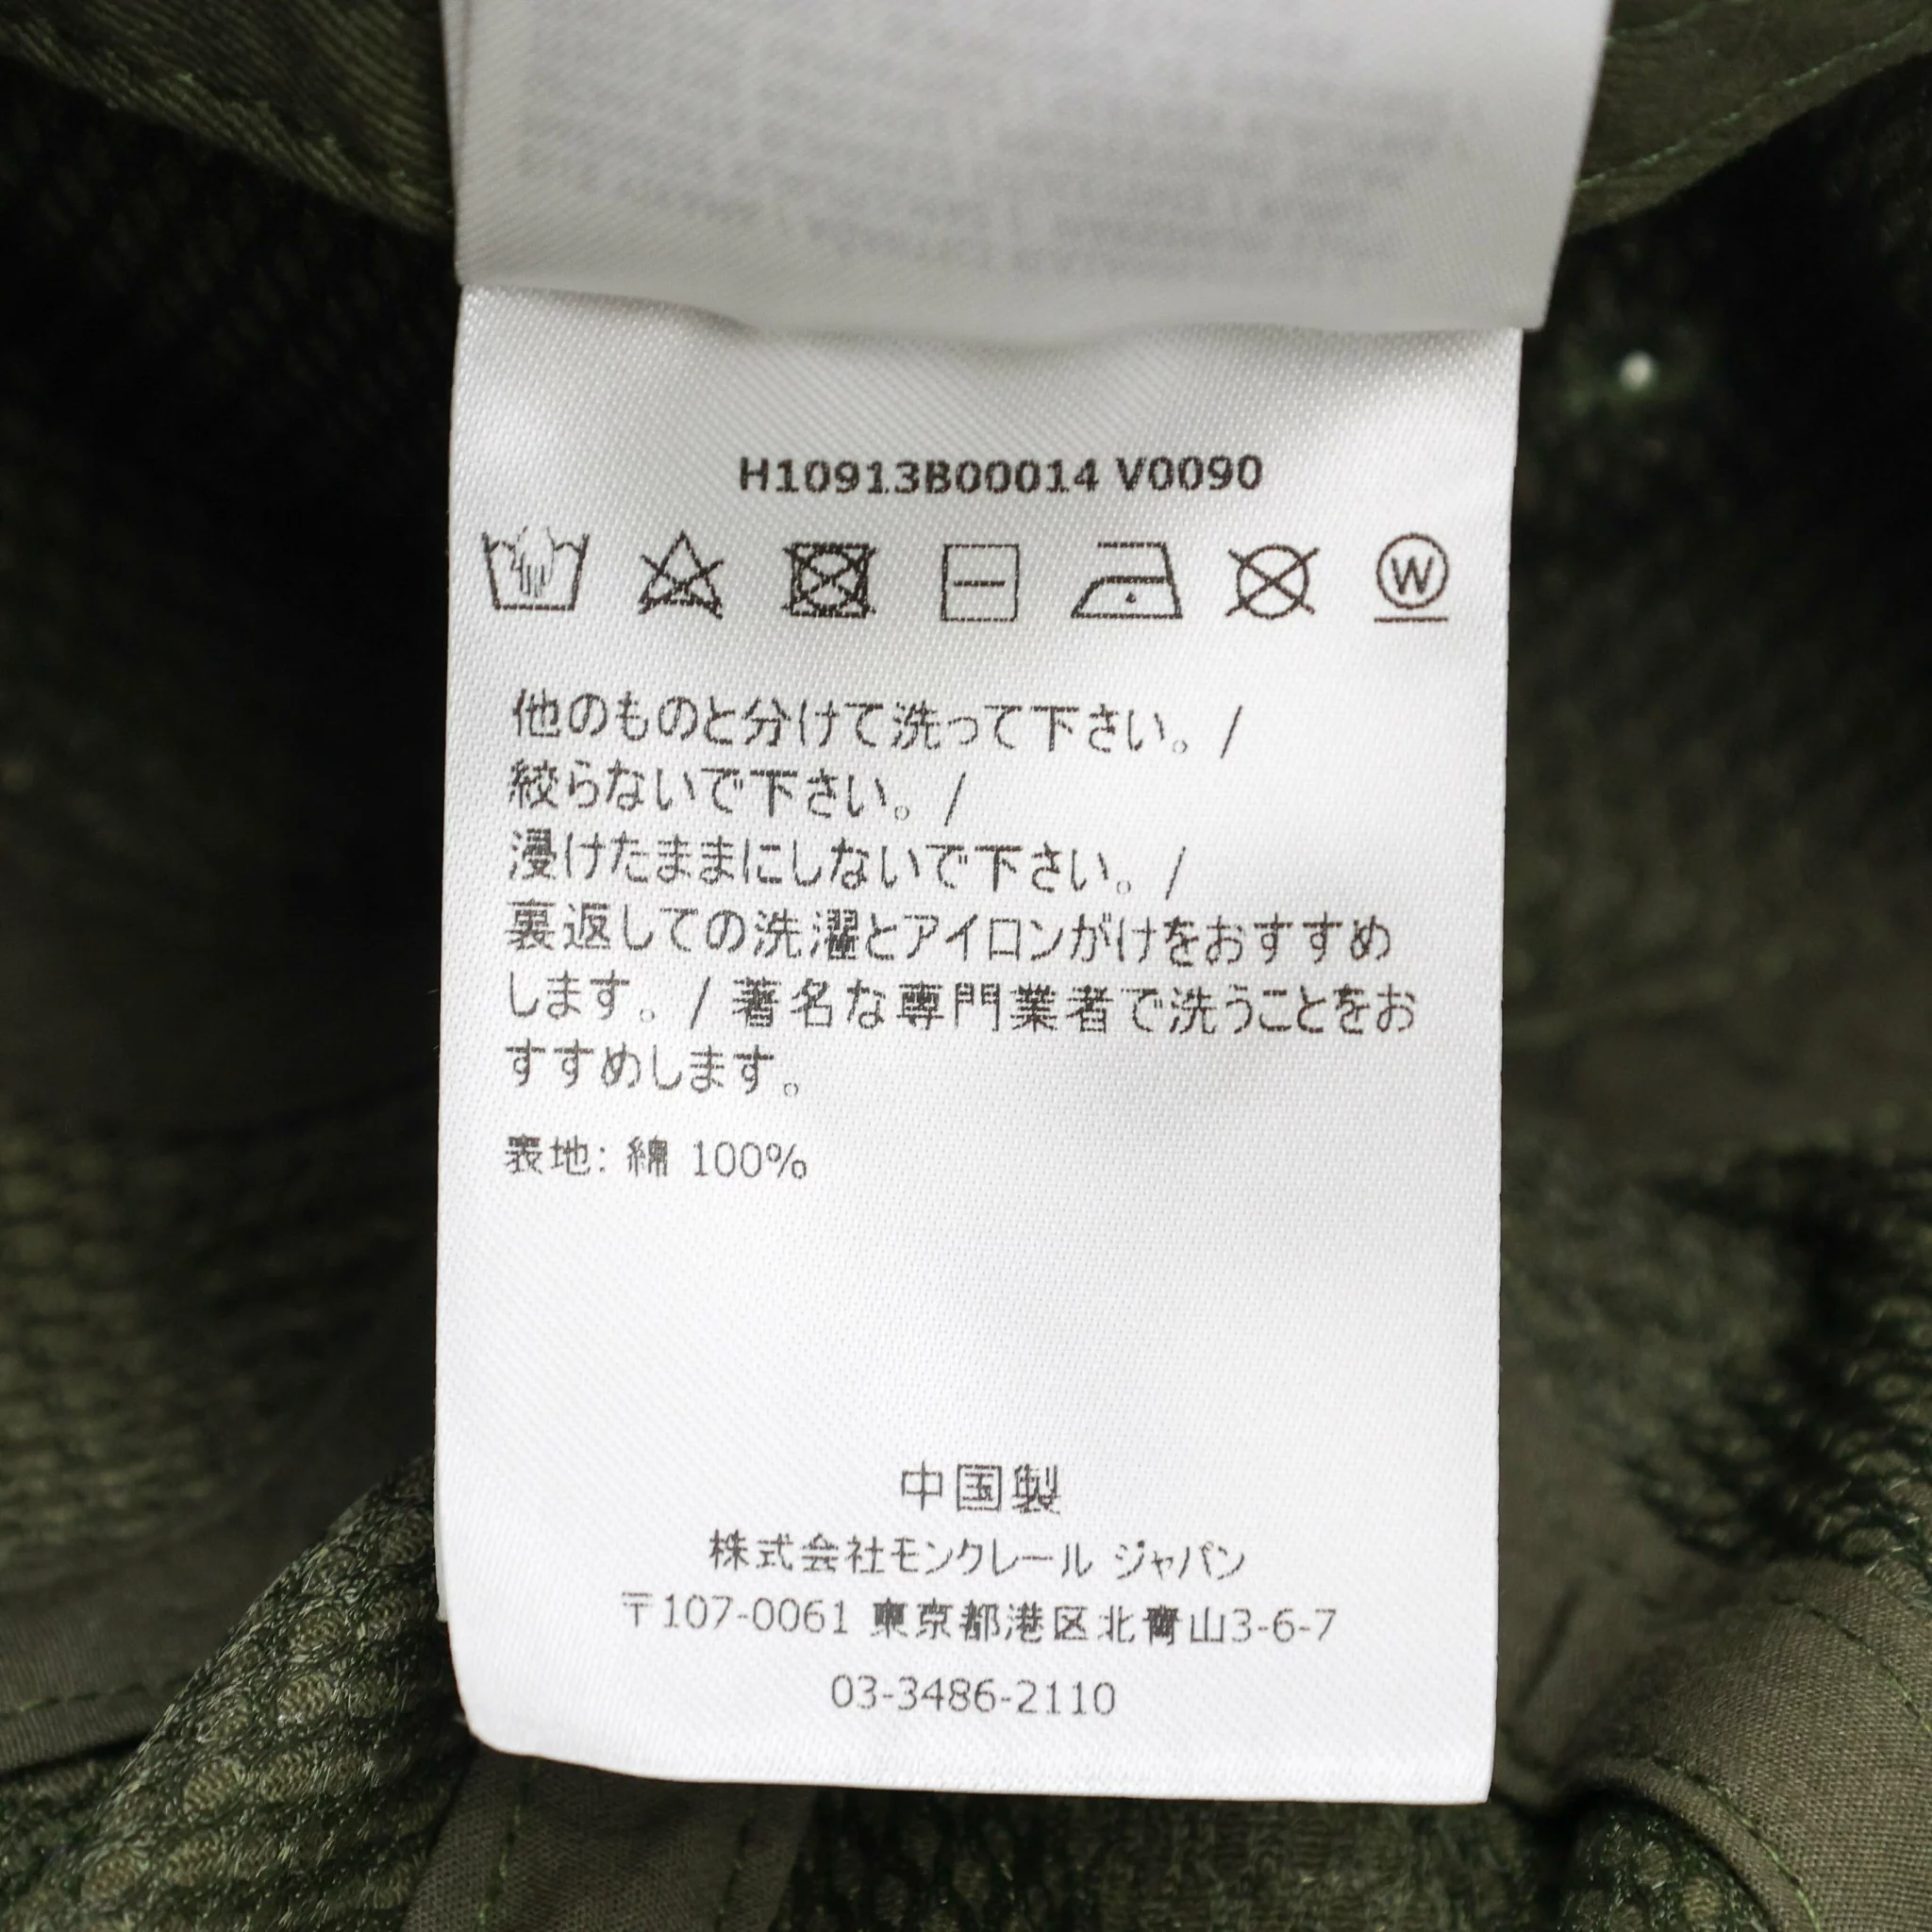 H10913B00014 V0090
W
他のものと分けて洗って下さい。/
絞らないで下さい。/
浸けたままにしないで下さい。/
裏返しての洗濯とアイロンがけをおすすめ
します。/ 著名な専門業者で洗うことをお
すすめします。
表地: 綿 100%
中国製
株式会社モンクレール ジャパン
〒107-0061 東京都港区北青山3-6-7
03-3486-2110